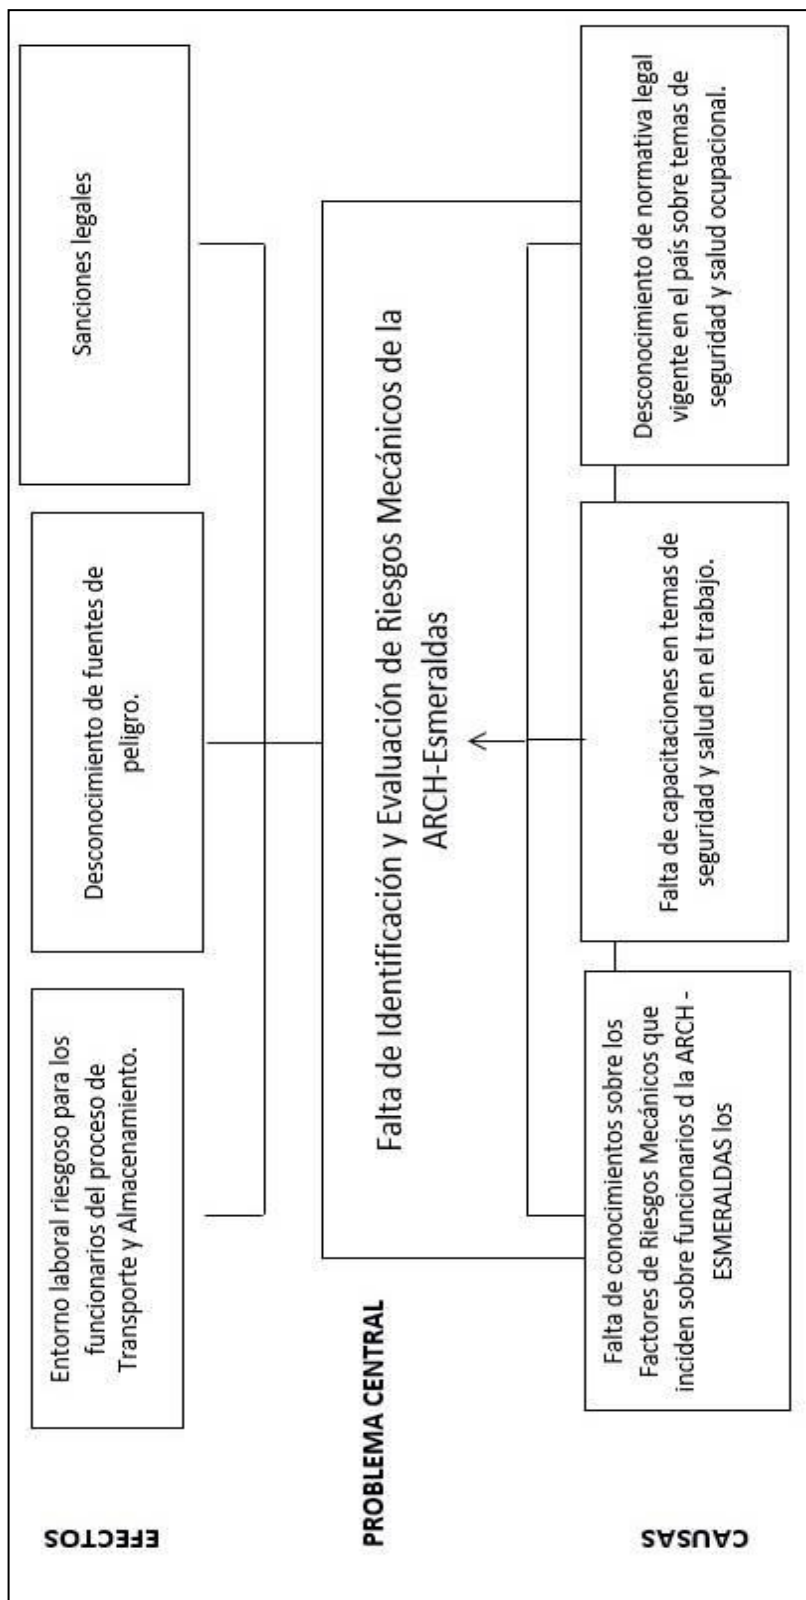 EFECTOS
Entorno laboral riesgoso para los
funcionarios del proceso de
Transporte y Almacenamiento.
Desconocimiento de fuentes de
peligro.
Sanciones legales
PROBLEMA CENTRAL
Falta de Identificación y Evaluación de Riesgos Mecánicos de la
ARCH-Esmeraldas
CAUSAS
Falta de conocimientos sobre los
Factores de Riesgos Mecánicos que
inciden sobre funcionarios d la ARCH -
ESMERALDAS los
Falta de capacitaciones en temas de
seguridad y salud en el trabajo.
Desconocimiento de normativa legal
vigente en el país sobre temas de
seguridad y salud ocupacional.